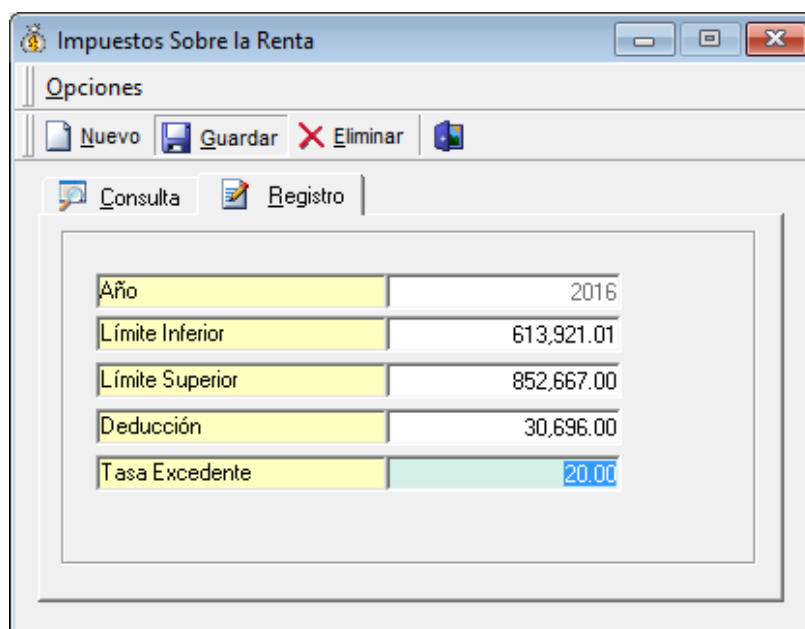 Impuestos Sobre la Renta
Opciones
Nuevo Guardar Eliminar
Consulta Registro
Año 2016
Límite Inferior 613,921.01
Límite Superior 852,667.00
Deducción 30,696.00
Tasa Excedente 20.00